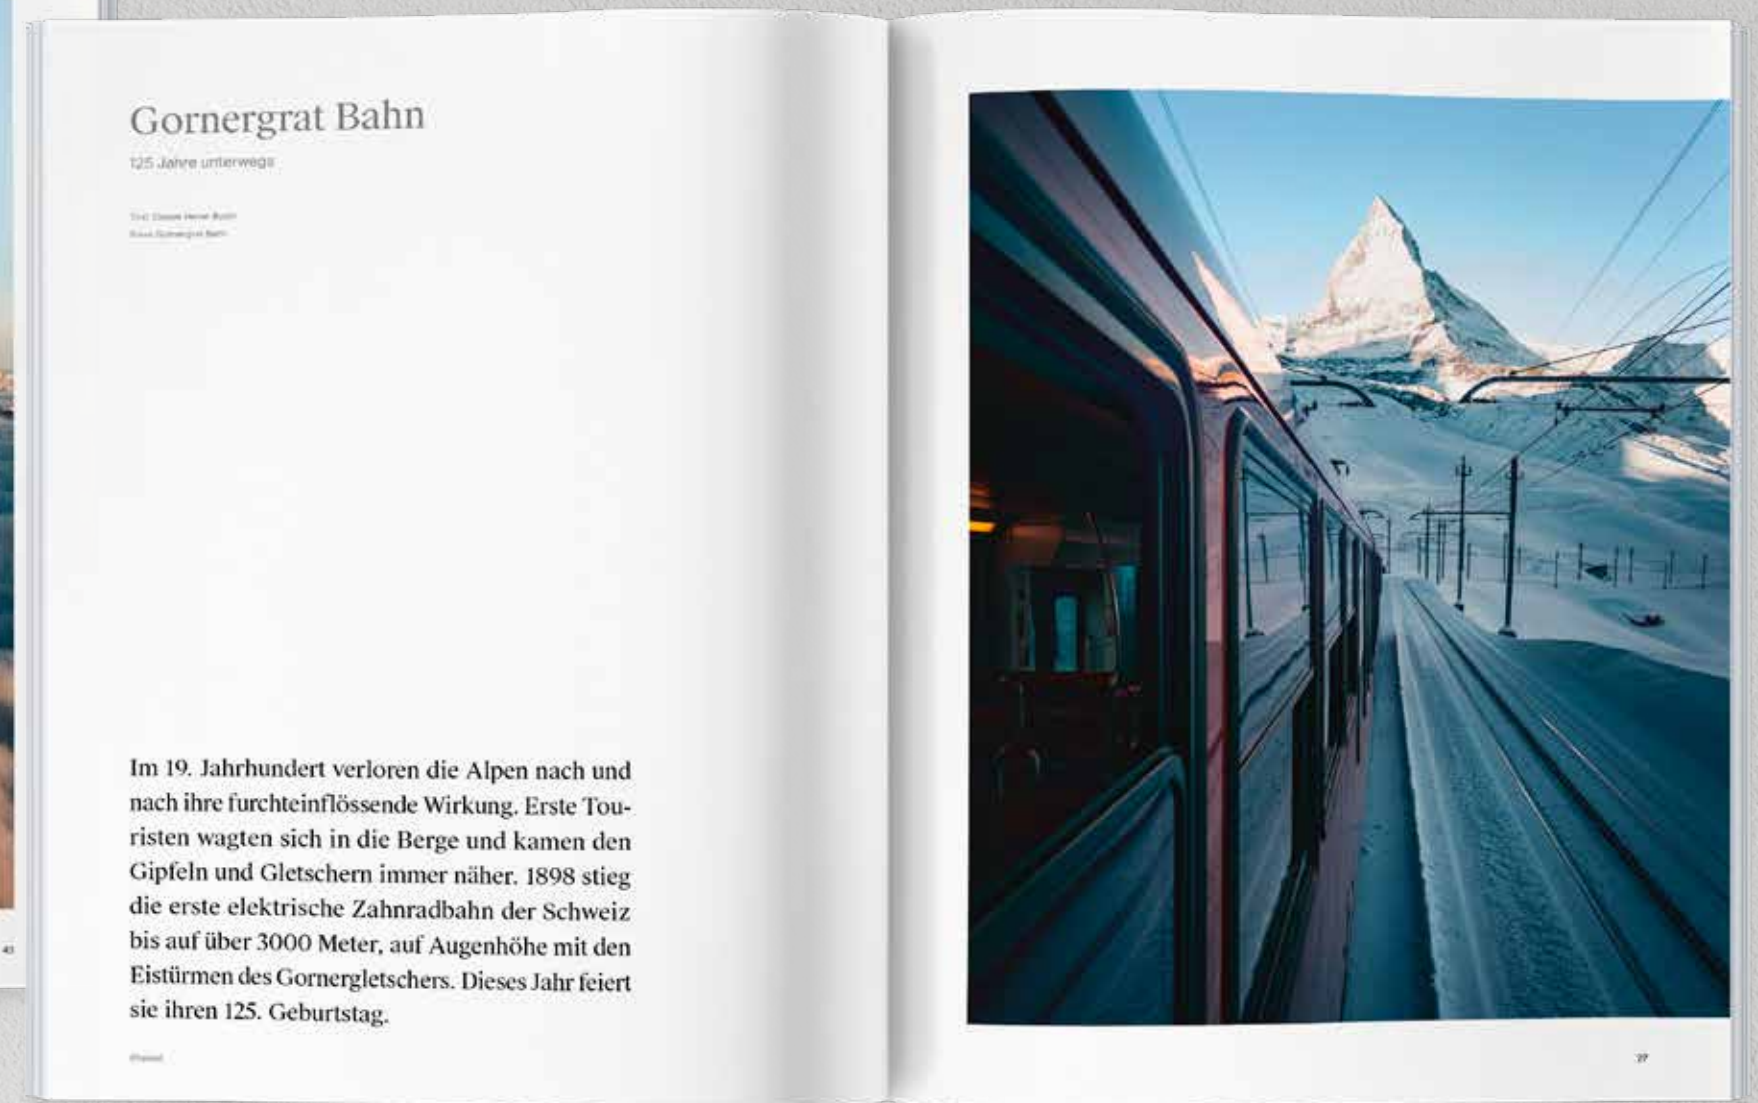 Gornergrat Bahn
125 Jahre unterwegs
Gornergrat Bahn
Im 19. Jahrhundert verloren die Alpen nach und
nach ihre furchteinflössende Wirkung. Erste Tou-
risten wagten sich in die Berge und kamen den
Gipfeln und Gletschern immer näher. 1898 stieg
die erste elektrische Zahnradbahn der Schweiz
bis auf über 3000 Meter, auf Augenhöhe mit den
Eistürmen des Gornergletschers. Dieses Jahr feiert
sie ihren 125. Geburtstag.
27